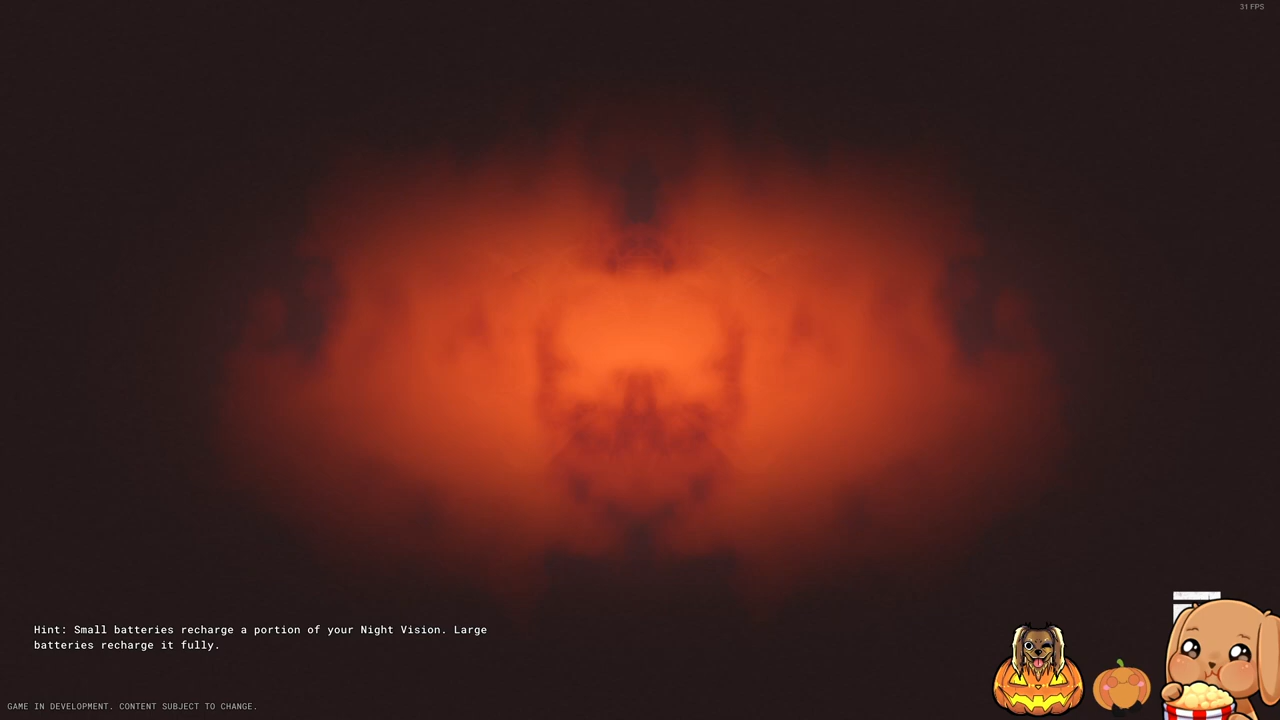 31 FPS
Hint: Small batteries recharge a portion of your Night Vision. Large
batteries recharge it fully.
GAME IN DEVELOPMENT. CONTENT SUBJECT TO CHANGE.